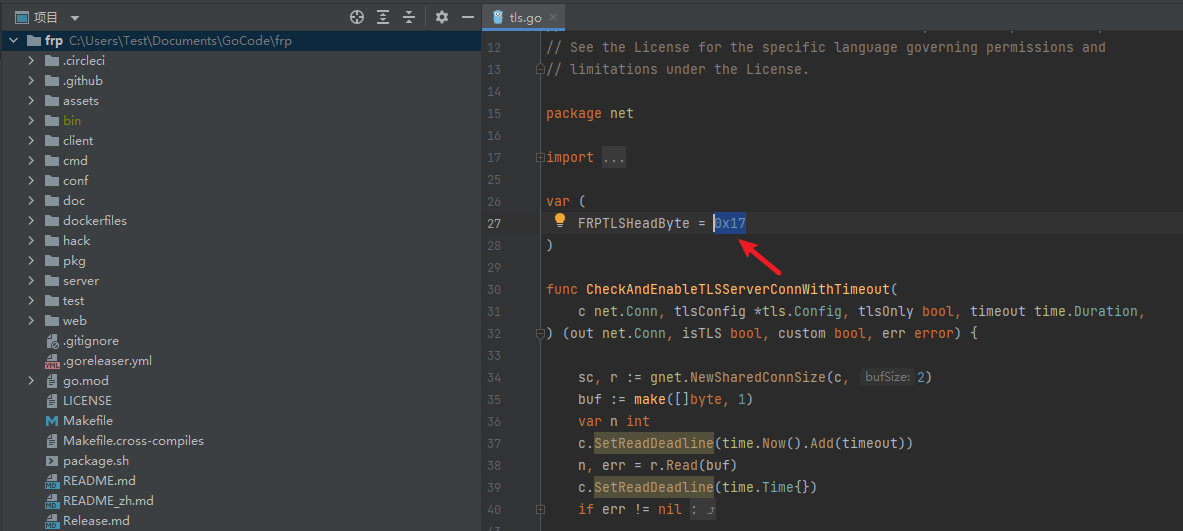 项目
frp C:\Users\Test\Documents\GoCode\frp
.circleci
.github
assets
bin
client
cmd
conf
doc
dockerfiles
hack
pkg
server
test
web
.gitignore
.goreleaser.yml
go.mod
LICENSE
Makefile
Makefile.cross-compiles
package.sh
README.md
README_zh.md
Release.md
tls.go
12 // See the License for the specific language governing permissions and
13 // limitations under the License.
14
15 package net
16
17 import ...
25
26 var (
27 FRPTLSHeadByte = 0x17
28 )
29
30 func CheckAndEnableTLSServerConnWithTimeout(
31 c net.Conn, tlsConfig *tls.Config, tlsOnly bool, timeout time.Duration,
32 ) (out net.Conn, isTLS bool, custom bool, err error) {
33
34 sc, r := gnet.NewSharedConnSize(c, bufSize: 2)
35 buf := make([]byte, 1)
36 var n int
37 c.SetReadDeadline(time.Now().Add(timeout))
38 n, err = r.Read(buf)
39 c.SetReadDeadline(time.Time{})
40 if err != nil :